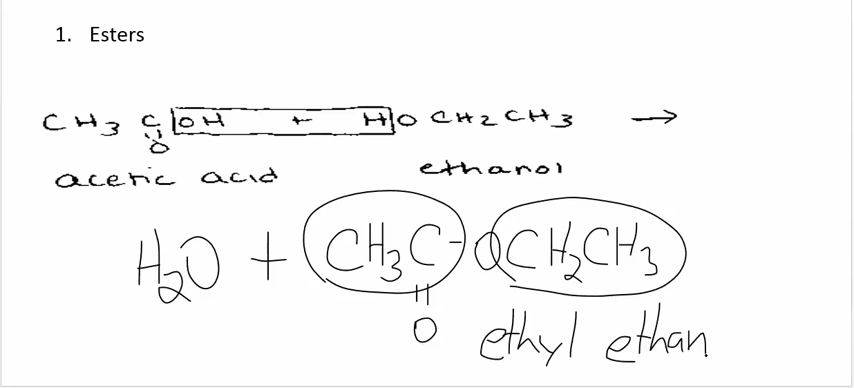 1. Esters
CH3 C OH + HO CH2CH3 →
O
acetic acid ethanol
H2O + CH3C-OCH2CH3
O
ethyl ethan